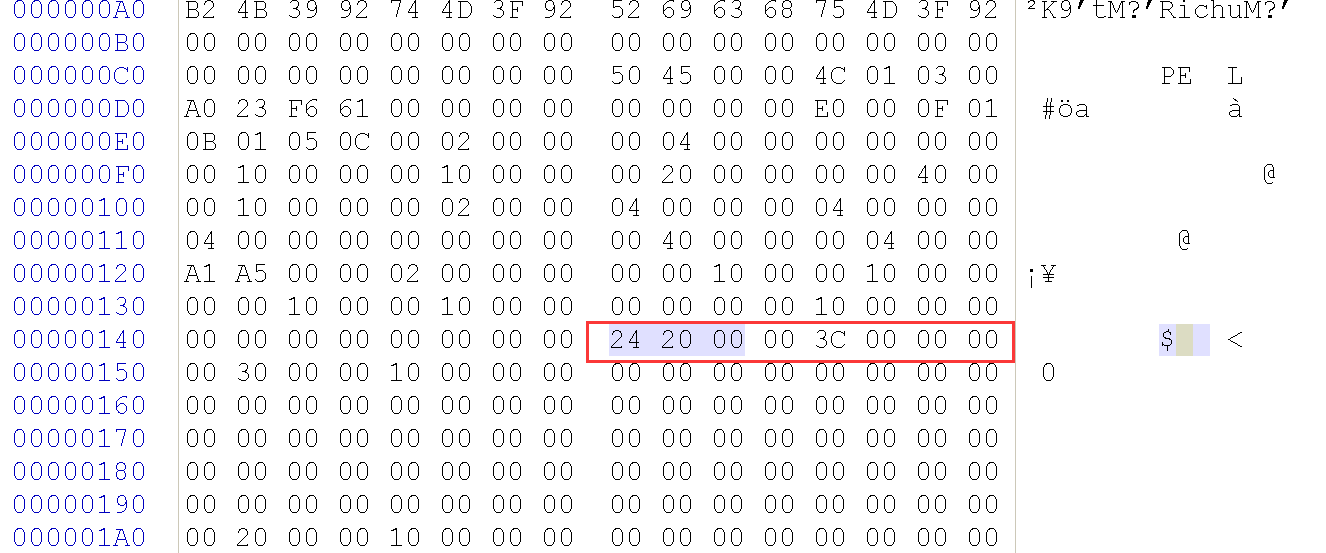 000000A0 B2 4B 39 92 74 4D 3F 92 52 69 63 68 75 4D 3F 92 ²K9’tM?’RichuM?’
000000B0 00 00 00 00 00 00 00 00 00 00 00 00 00 00 00 00
000000C0 00 00 00 00 00 00 00 00 50 45 00 00 4C 01 03 00 PE L
000000D0 A0 23 F6 61 00 00 00 00 00 00 00 00 E0 00 0F 01 #öa à
000000E0 0B 01 05 0C 00 02 00 00 00 04 00 00 00 00 00 00
000000F0 00 10 00 00 00 10 00 00 00 20 00 00 00 00 40 00 @
00000100 00 10 00 00 00 02 00 00 04 00 00 00 04 00 00 00
00000110 04 00 00 00 00 00 00 00 00 40 00 00 00 04 00 00 @
00000120 A1 A5 00 00 02 00 00 00 00 00 10 00 00 10 00 00 ¡¥
00000130 00 00 10 00 00 10 00 00 00 00 00 00 10 00 00 00
00000140 00 00 00 00 00 00 00 00 24 20 00 00 3C 00 00 00 $ <
00000150 00 30 00 00 10 00 00 00 00 00 00 00 00 00 00 00 0
00000160 00 00 00 00 00 00 00 00 00 00 00 00 00 00 00 00
00000170 00 00 00 00 00 00 00 00 00 00 00 00 00 00 00 00
00000180 00 00 00 00 00 00 00 00 00 00 00 00 00 00 00 00
00000190 00 00 00 00 00 00 00 00 00 00 00 00 00 00 00 00
000001A0 00 20 00 00 10 00 00 00 00 00 00 00 00 00 00 00